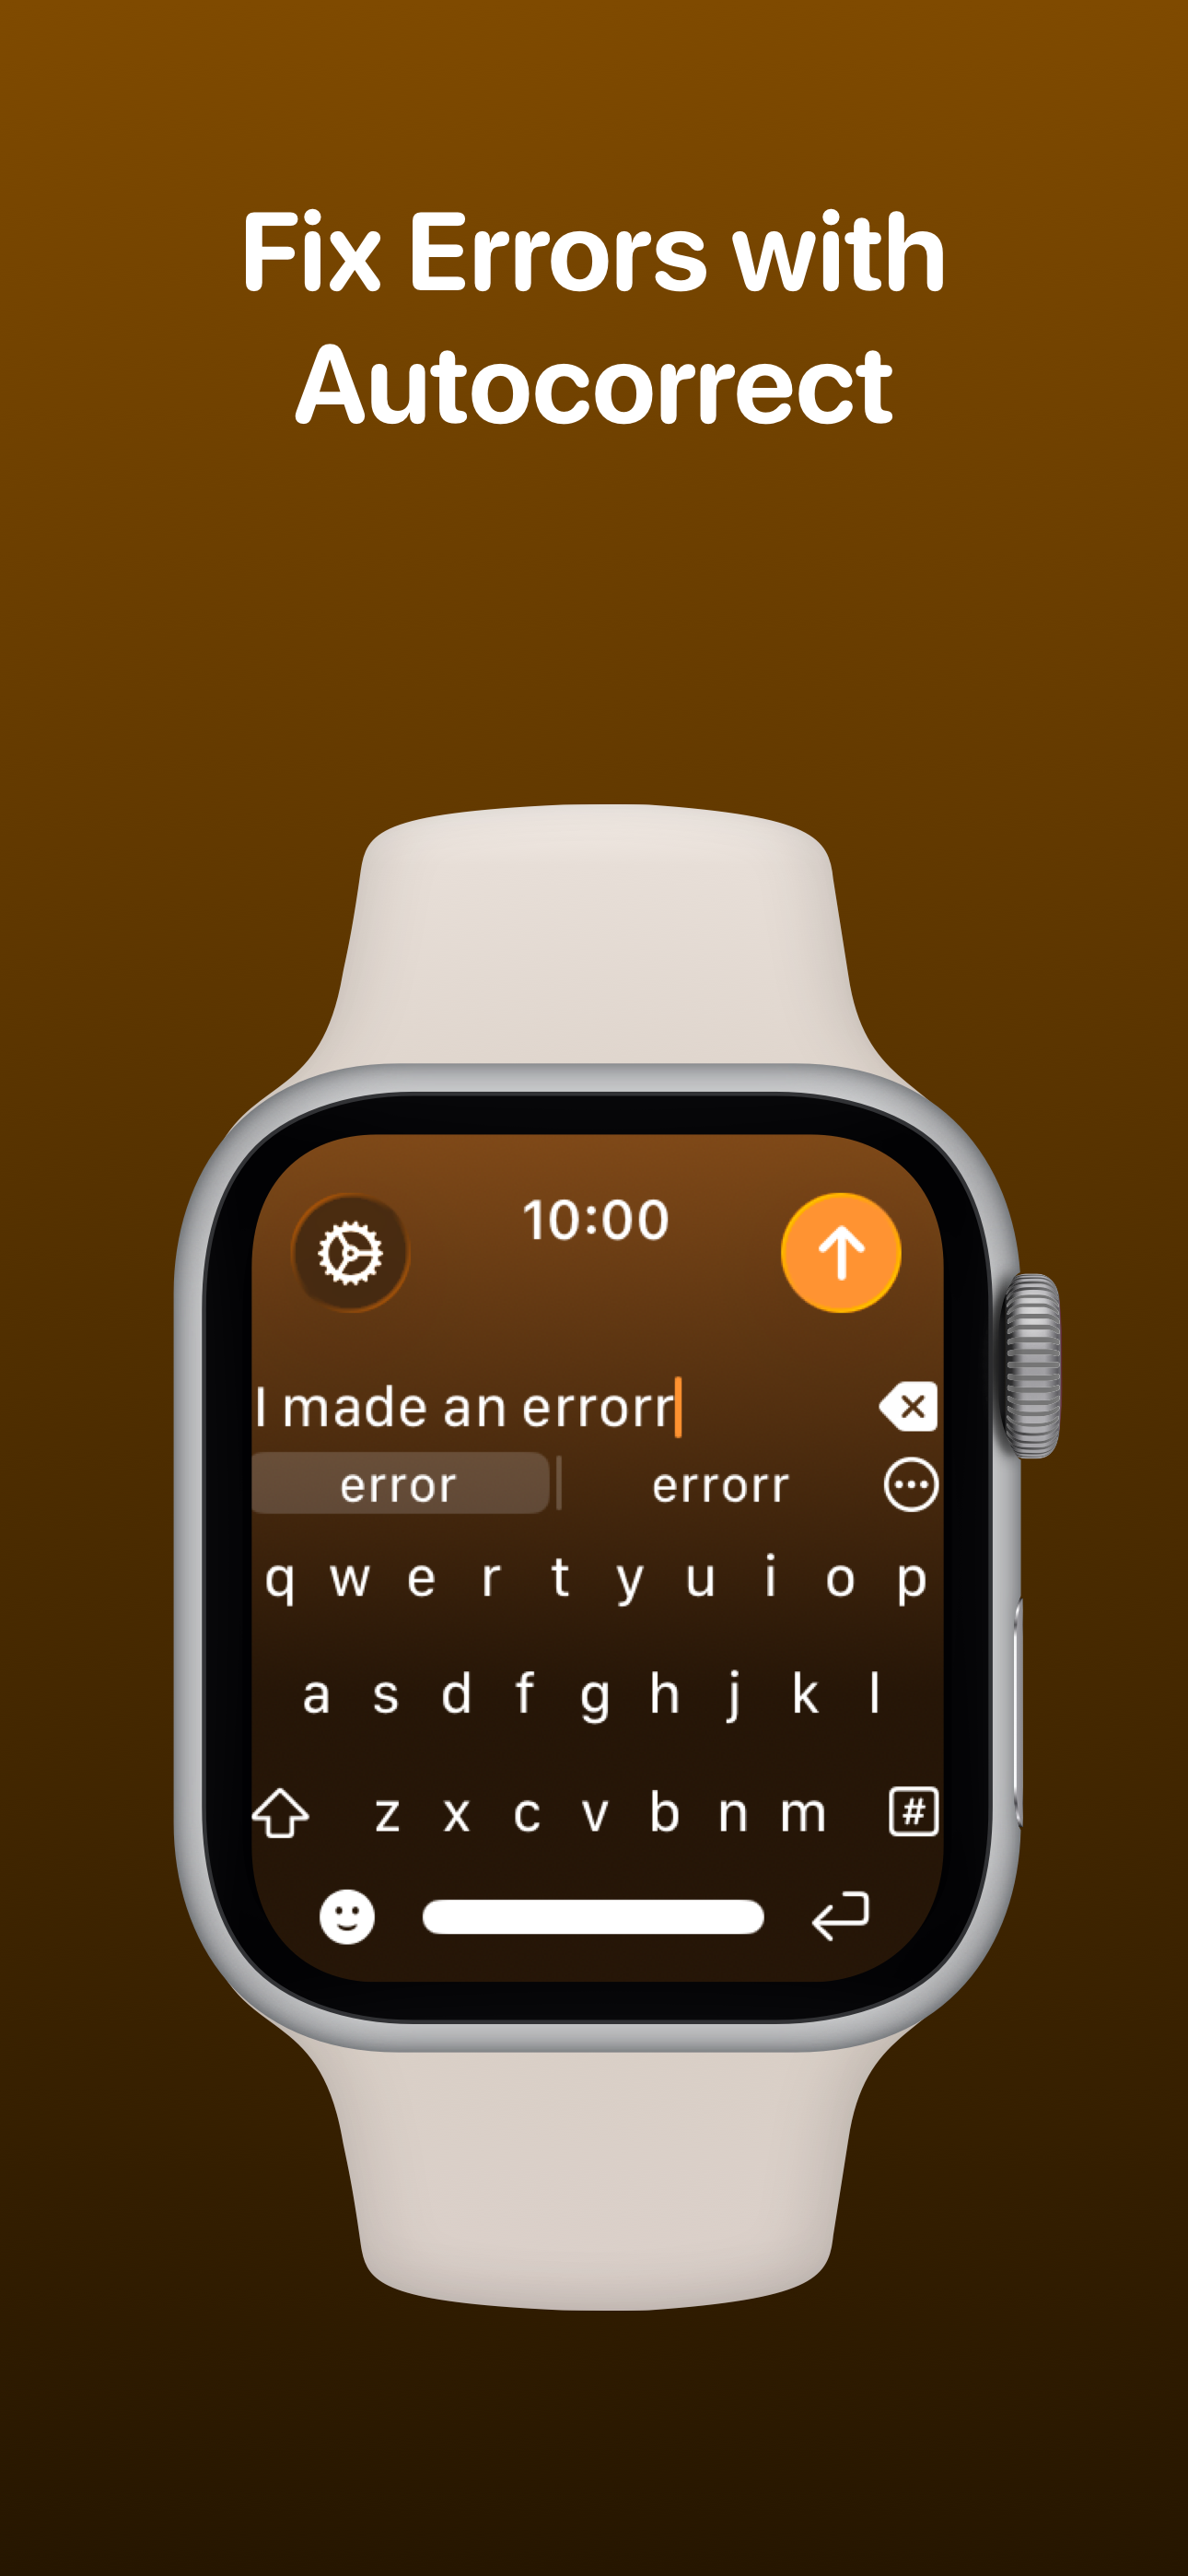 Fix Errors with
Autocorrect
10:00
I made an errorr
error errorr
q w e r t y u i o p
a s d f g h j k l
z x c v b n m #